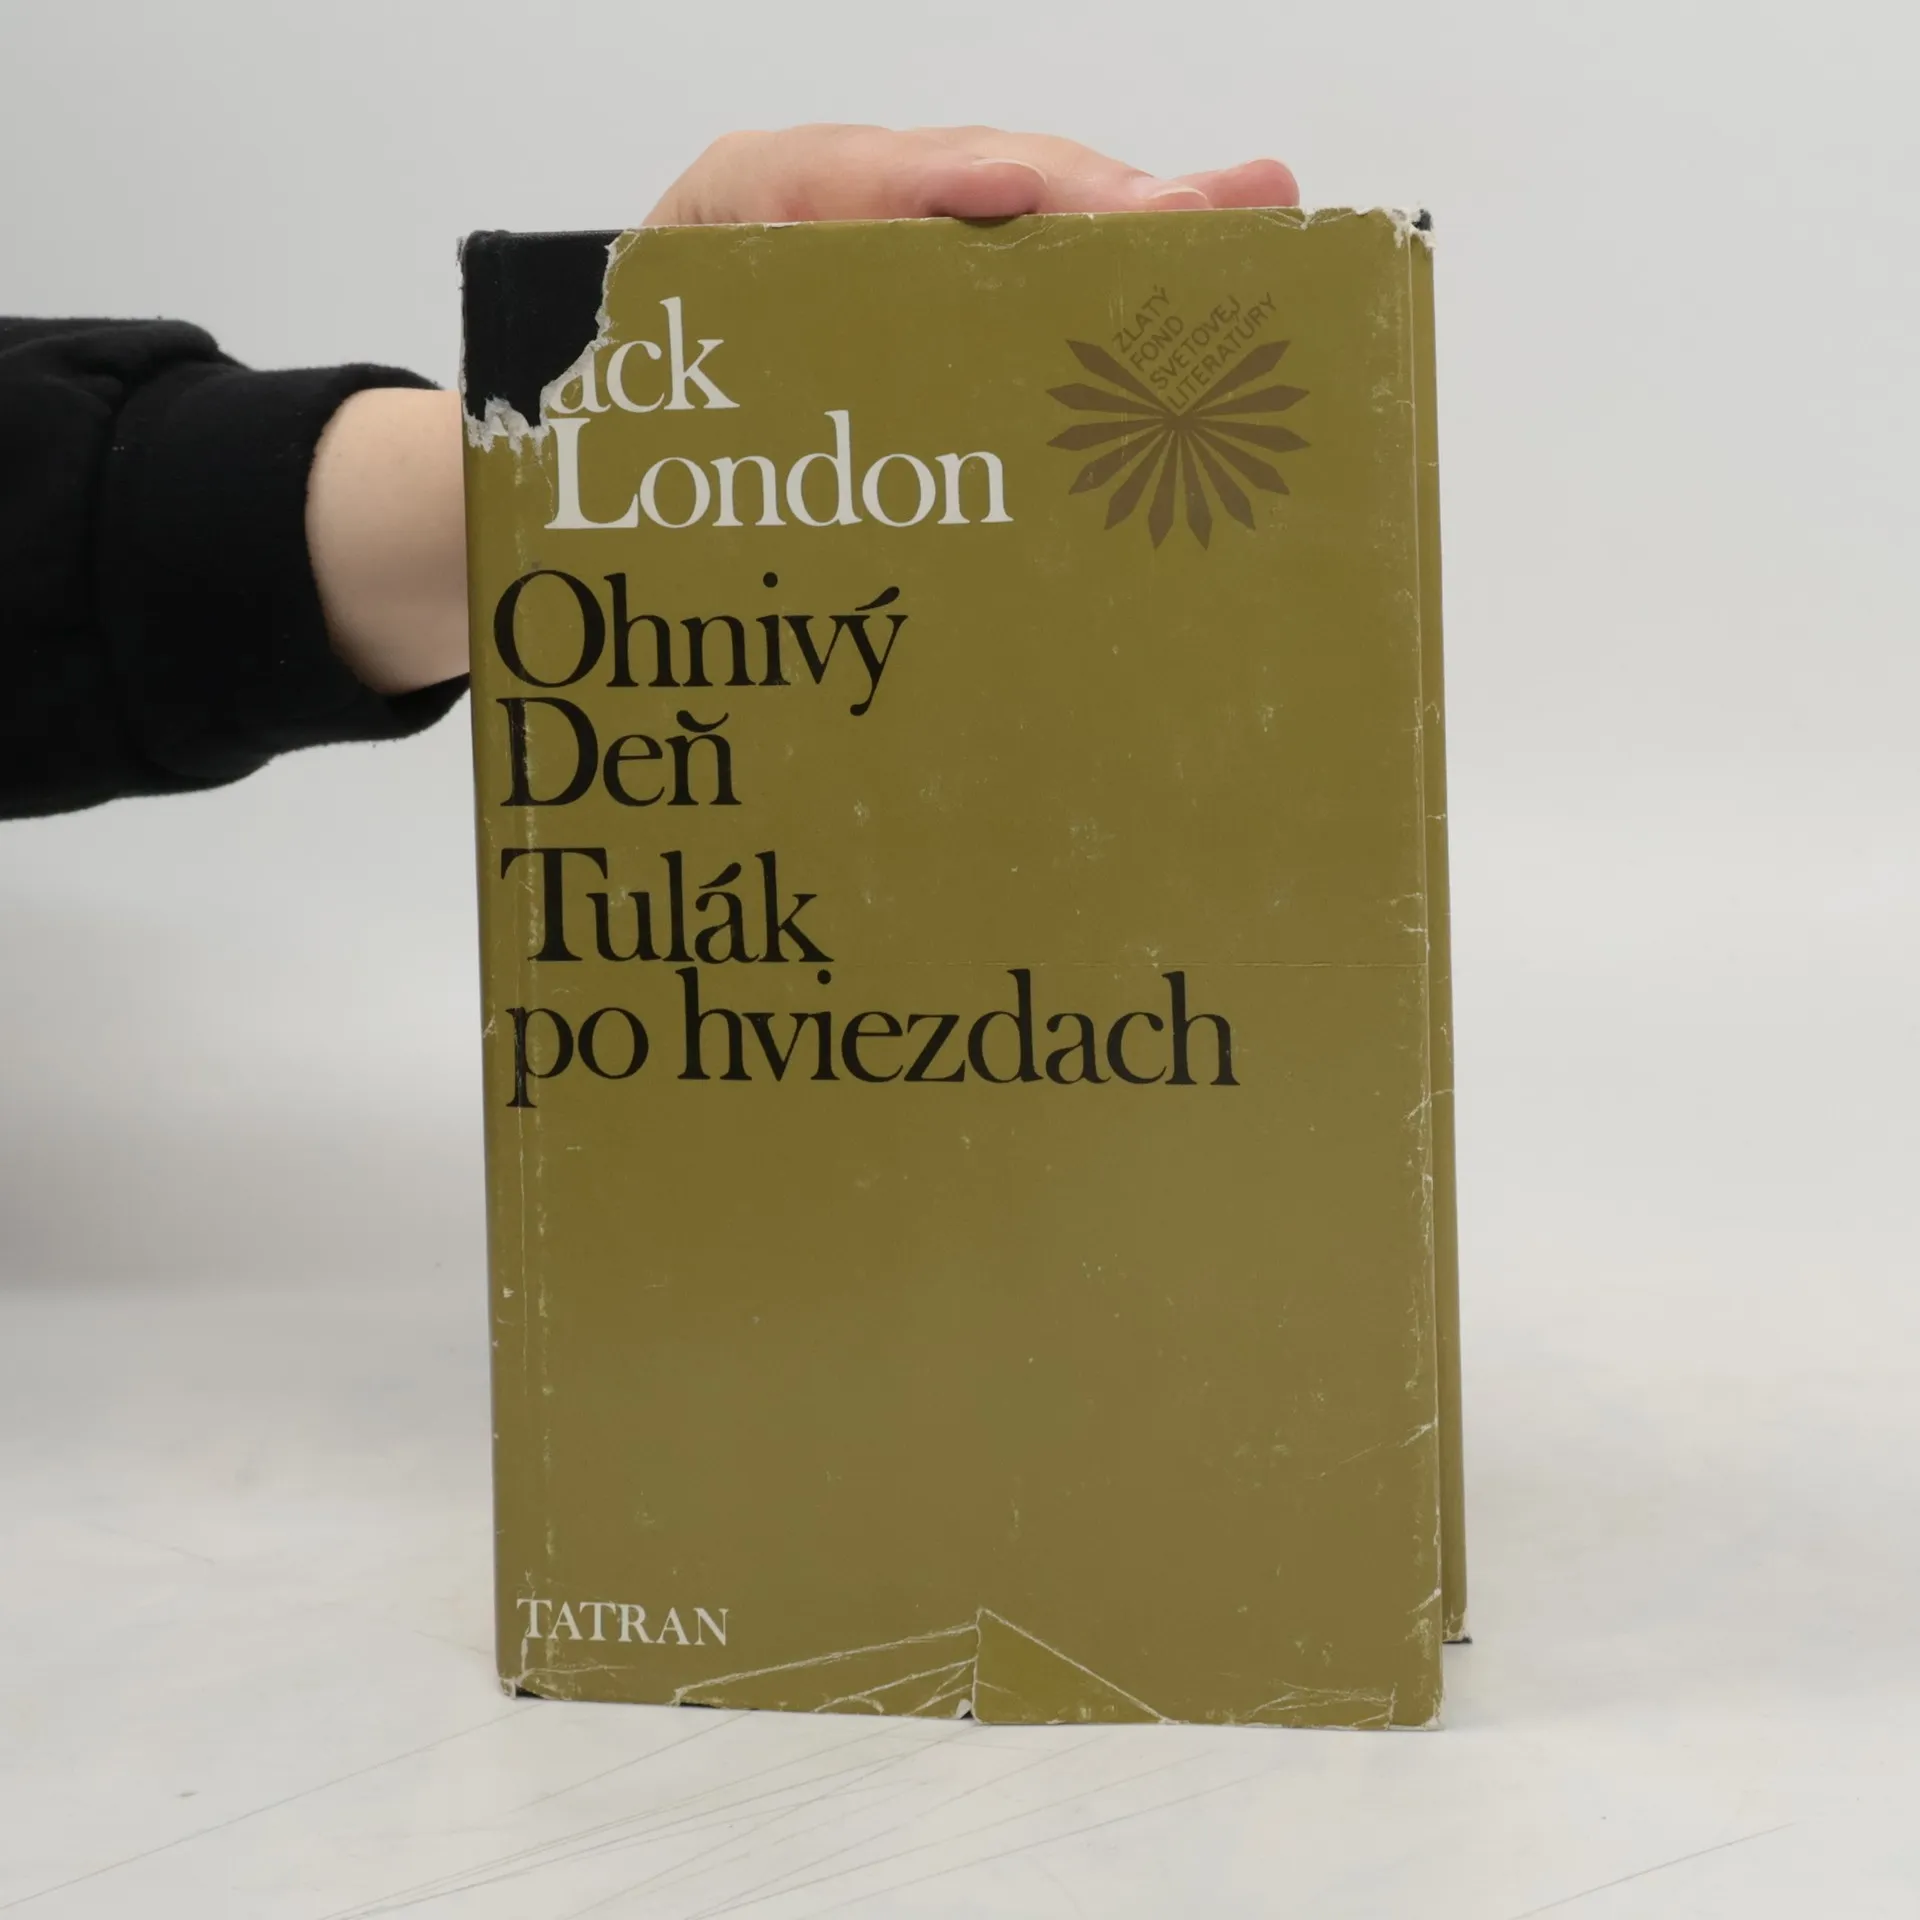 ack
London
ZLATÝ
FOND
SVETOVEJ
LITERATÚRY
Ohnivý
Deň
Tulák
po hviezdach
TATRAN